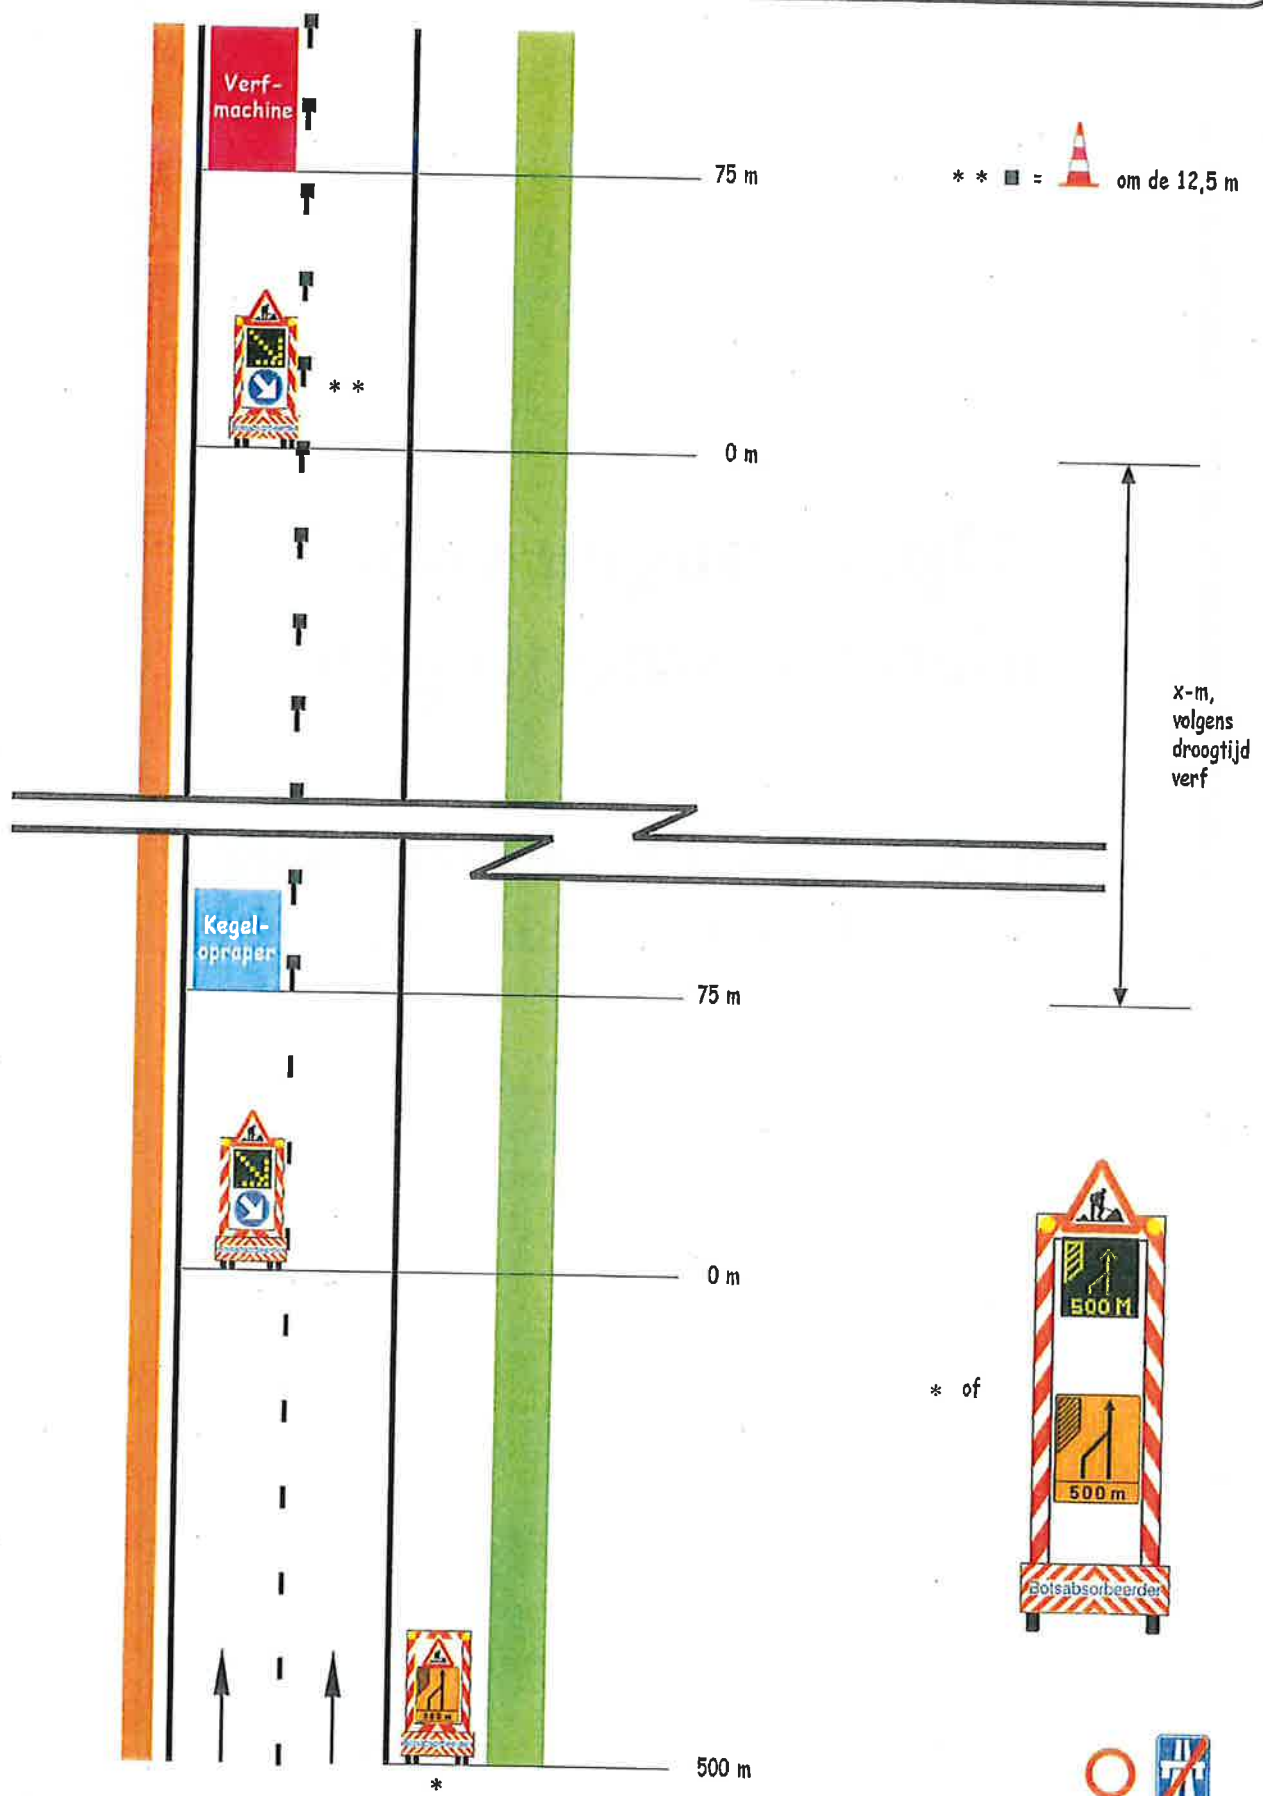 Verf-
machine
75 m
* * = om de 12,5 m
* *
0 m
x-m,
volgens
droogtijd
verf
Kegel-
opraper
75 m
0 m
500 M
* of
500 m
Botsabsorbeerder
500 m
*